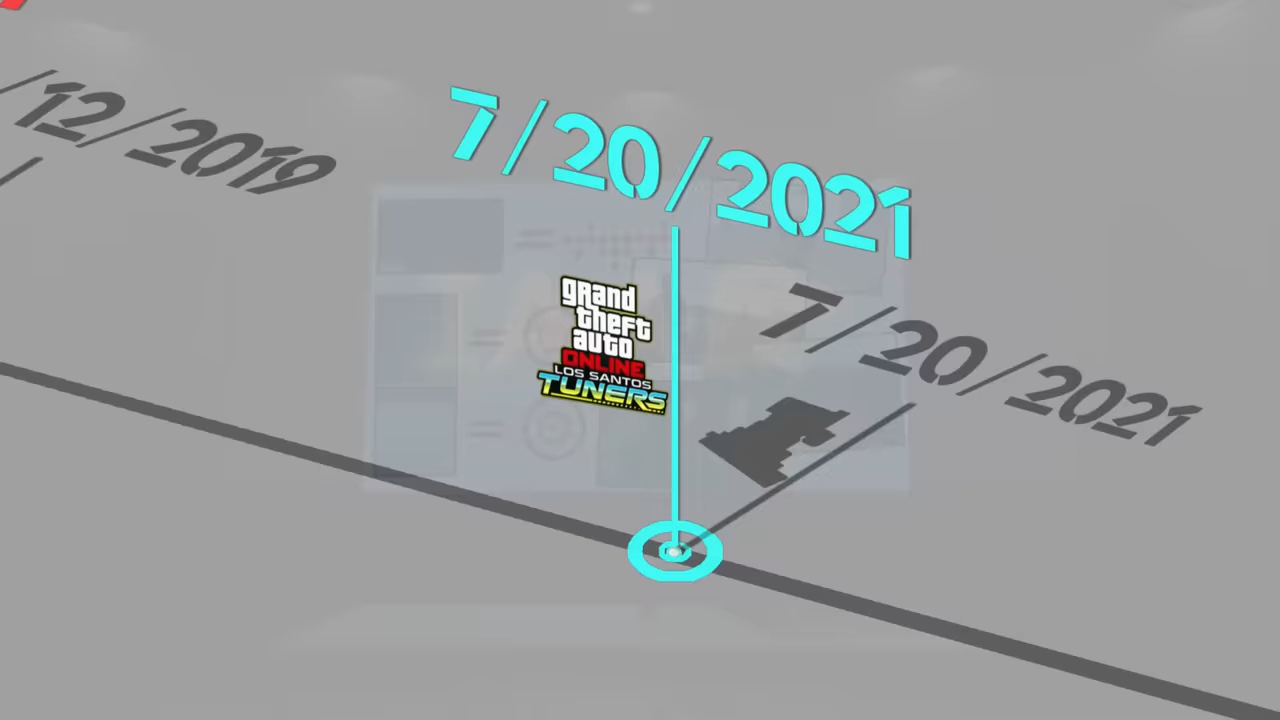 /12/2019
7/20/2021
grand
theft
auto
ONLINE
LOS SANTOS
TUNERS
7/20/2021